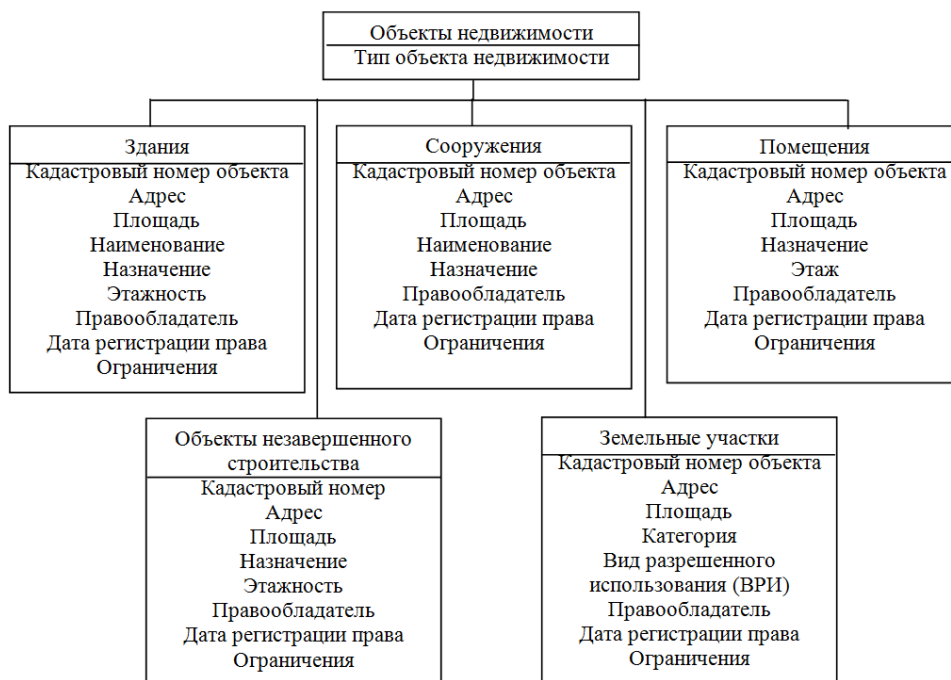 Объекты недвижимости
Тип объекта недвижимости
Здания
Кадастровый номер объекта
Адрес
Площадь
Наименование
Назначение
Этажность
Правообладатель
Дата регистрации права
Ограничения
Сооружения
Кадастровый номер объекта
Адрес
Площадь
Наименование
Назначение
Правообладатель
Дата регистрации права
Ограничения
Помещения
Кадастровый номер объекта
Адрес
Площадь
Назначение
Этаж
Правообладатель
Дата регистрации права
Ограничения
Объекты незавершенного
строительства
Кадастровый номер
Адрес
Площадь
Назначение
Этажность
Правообладатель
Дата регистрации права
Ограничения
Земельные участки
Кадастровый номер объекта
Адрес
Площадь
Категория
Вид разрешенного
использования (ВРИ)
Правообладатель
Дата регистрации права
Ограничения